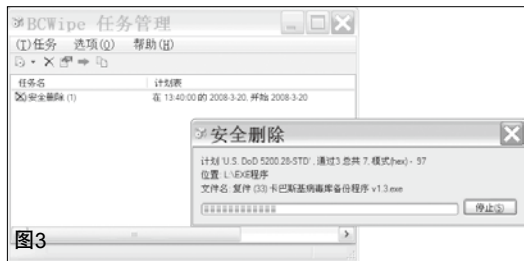 BCWipe 任务管理
(T)任务 选项(O) 帮助(H)
任务名 计划表
安全删除 (1) 在 13:40:00 的 2008-3-20, 开始 2008-3-20
安全删除
计划 'U.S. DoD 5200.28-STD' , 通过3 总共 7, 模式(hex) - 97
位置: L:\EXE程序
文件名: 复件 (33) 卡巴斯基病毒库备份程序 v1.3.exe
停止(S)
图3